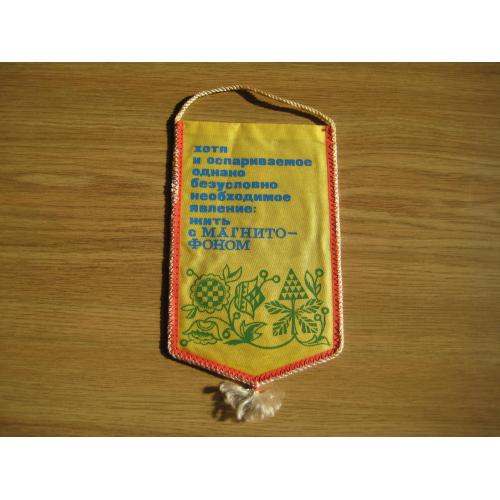 хотя
и оспариваемое
однако
безусловно
необходимое
явление:
жить
с МАГНИТО-
ФОНОМ